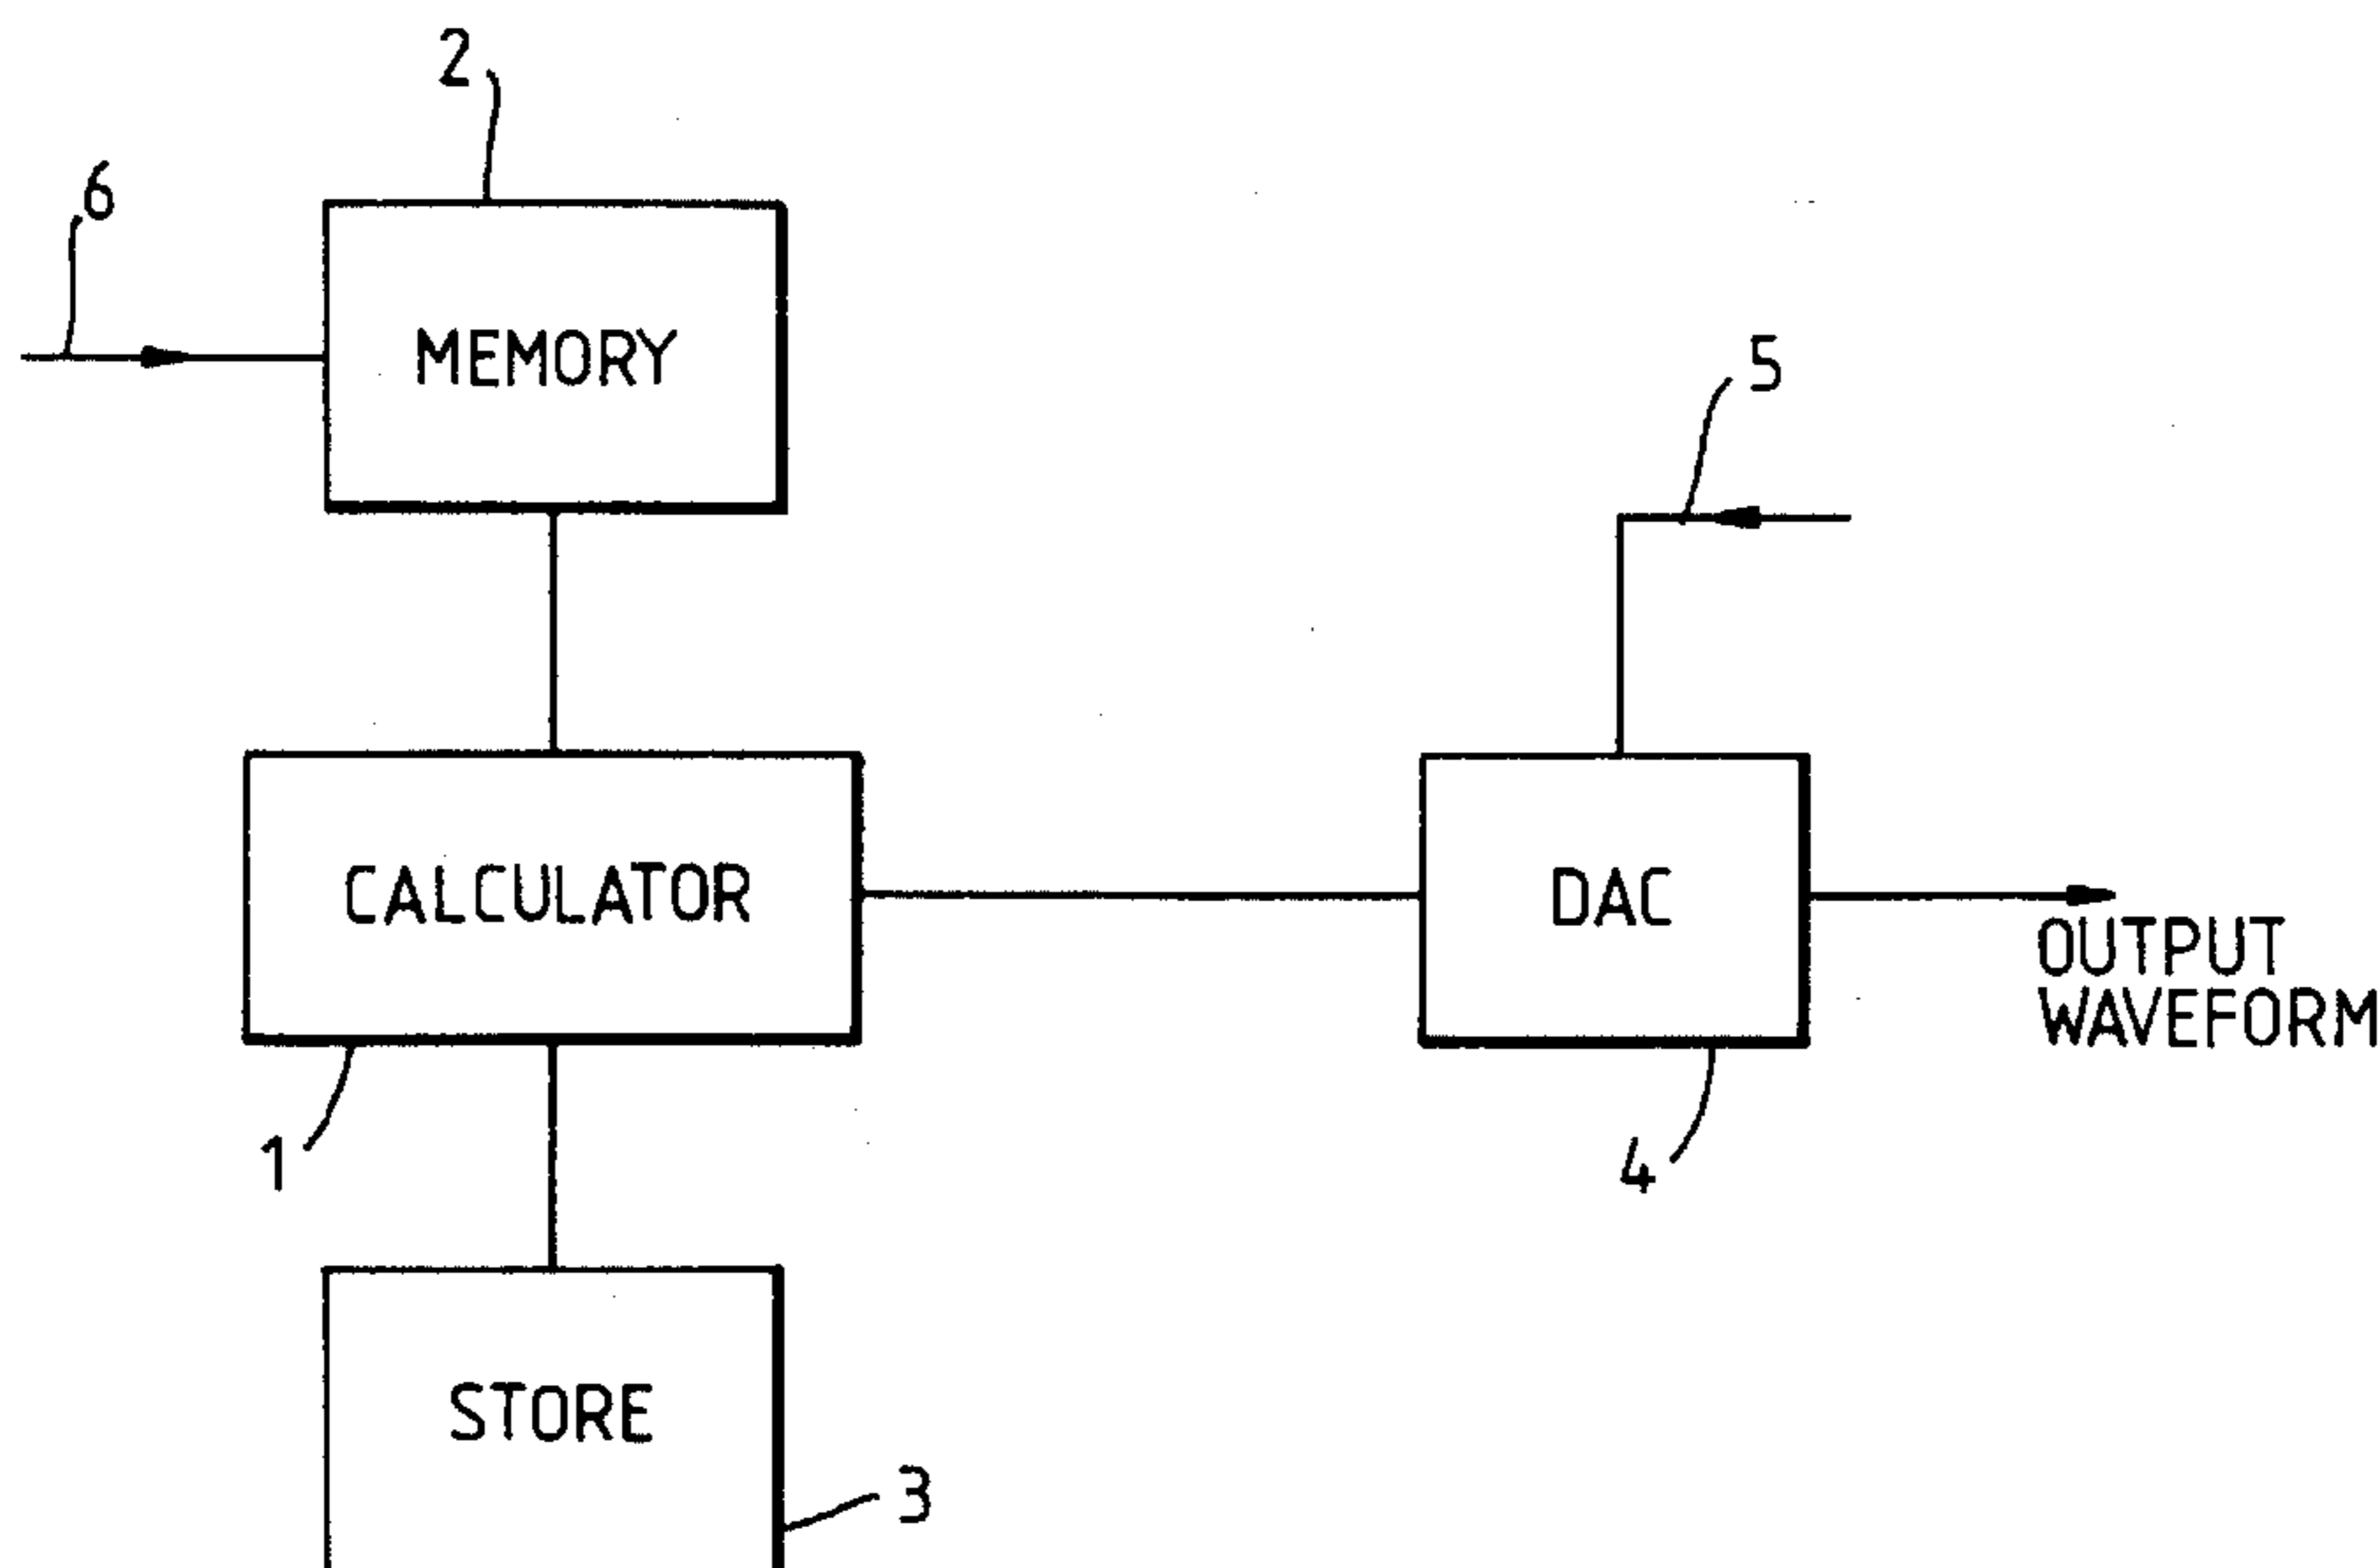 2
6
MEMORY
5
CALCULATOR
DAC
OUTPUT
WAVEFORM
1
4
STORE
3